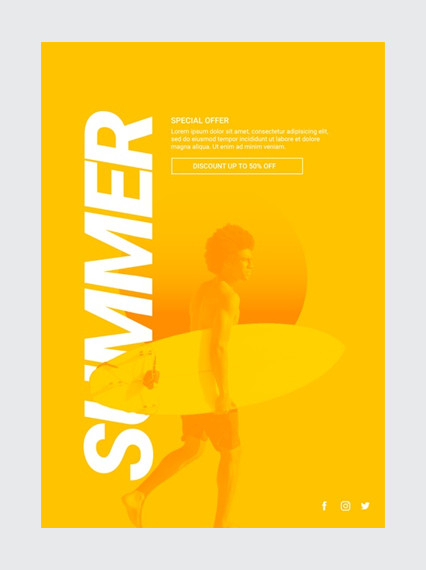 SUMMER
SPECIAL OFFER
Lorem ipsum dolor sit amet, consectetur adipiscing elit,
sed do eiusmod tempor incididunt ut labore et dolore
magna aliqua. Ut enim ad minim veniam.
DISCOUNT UP TO 50% OFF